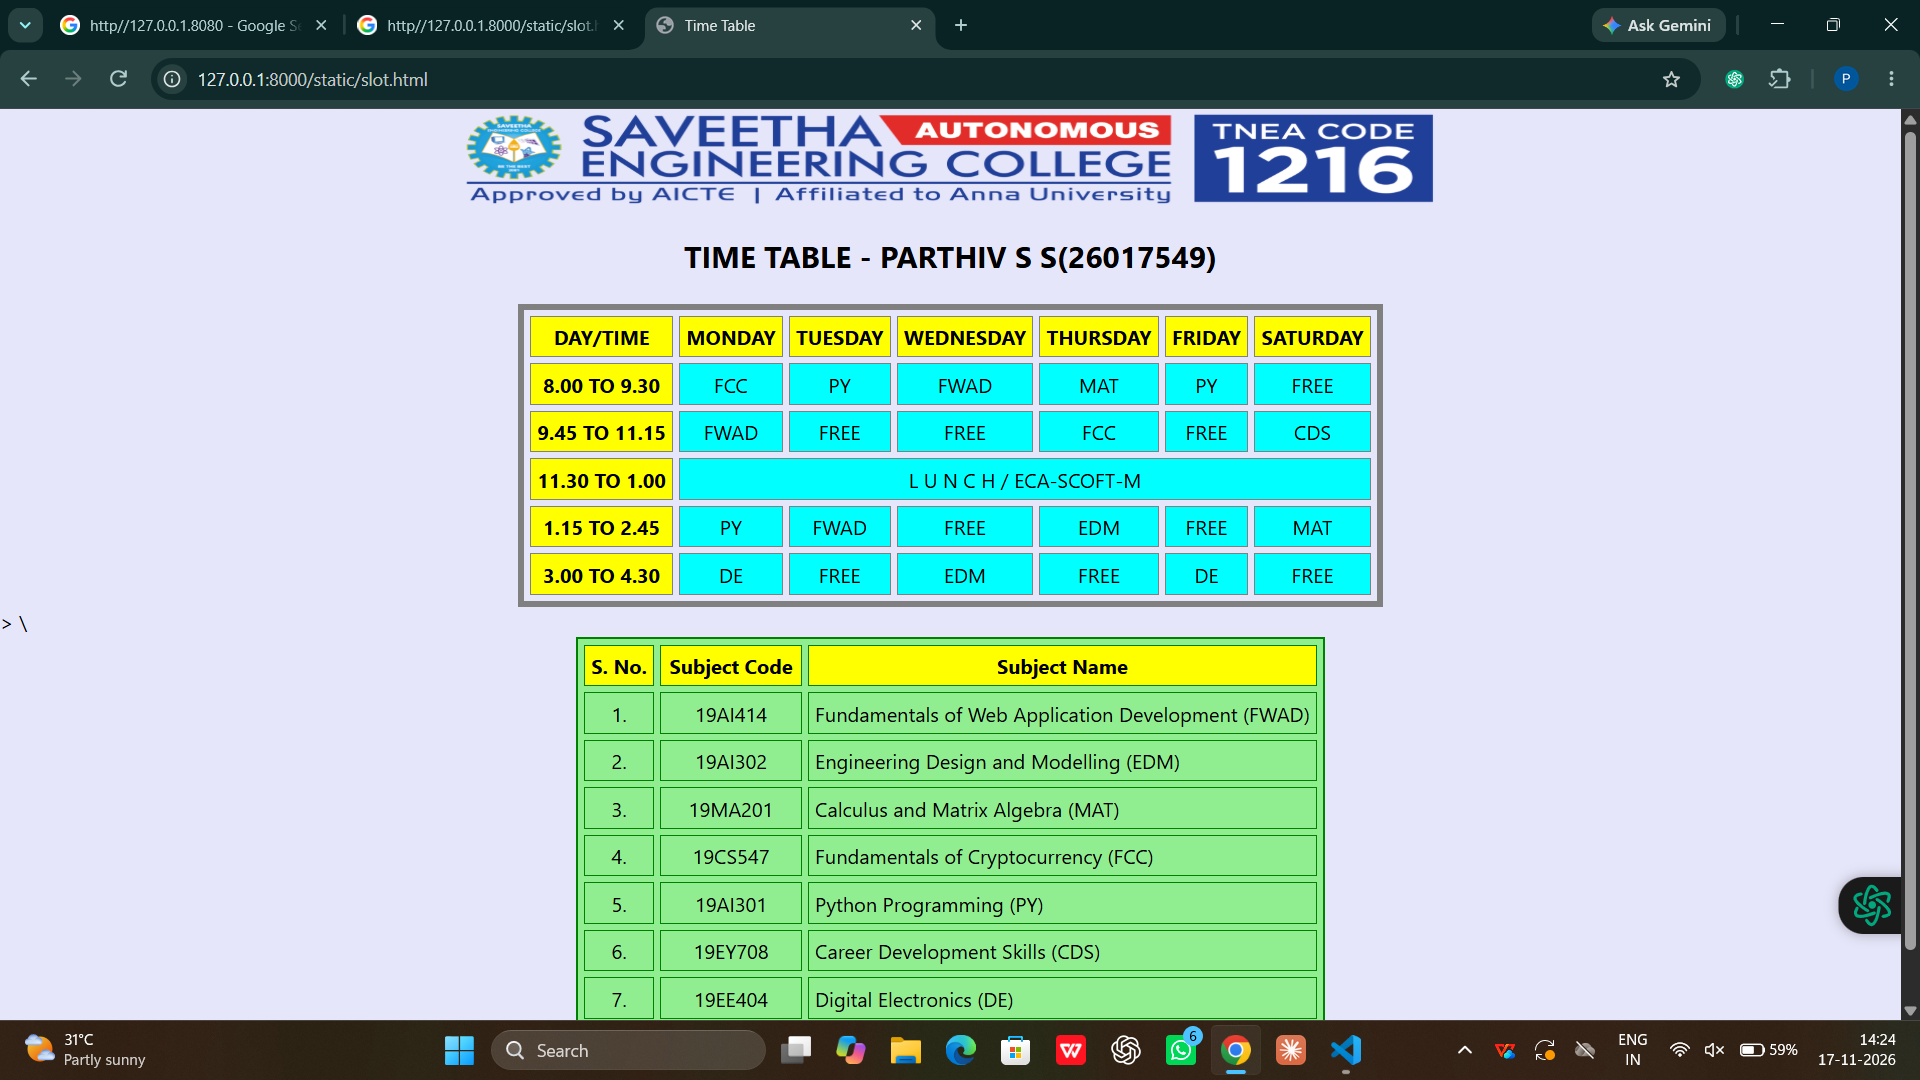 http//127.0.0.1.8080 - Google Se
http//127.0.0.1.8000/static/slot.h
Time Table
Ask Gemini
127.0.0.1:8000/static/slot.html
P
SAVEETHA AUTONOMOUS
ENGINEERING COLLEGE
Approved by AICTE | Affiliated to Anna University
TNEA CODE
1216
TIME TABLE - PARTHIV S S(26017549)
DAY/TIME MONDAY TUESDAY WEDNESDAY THURSDAY FRIDAY SATURDAY
8.00 TO 9.30 FCC PY FWAD MAT PY FREE
9.45 TO 11.15 FWAD FREE FREE FCC FREE CDS
11.30 TO 1.00 L U N C H / ECA-SCOFT-M
1.15 TO 2.45 PY FWAD FREE EDM FREE MAT
3.00 TO 4.30 DE FREE EDM FREE DE FREE
> \
S. No. Subject Code Subject Name
1. 19AI414 Fundamentals of Web Application Development (FWAD)
2. 19AI302 Engineering Design and Modelling (EDM)
3. 19MA201 Calculus and Matrix Algebra (MAT)
4. 19CS547 Fundamentals of Cryptocurrency (FCC)
5. 19AI301 Python Programming (PY)
6. 19EY708 Career Development Skills (CDS)
7. 19EE404 Digital Electronics (DE)
31°C
Partly sunny
Search
6
ENG
IN
59%
14:24
17-11-2026